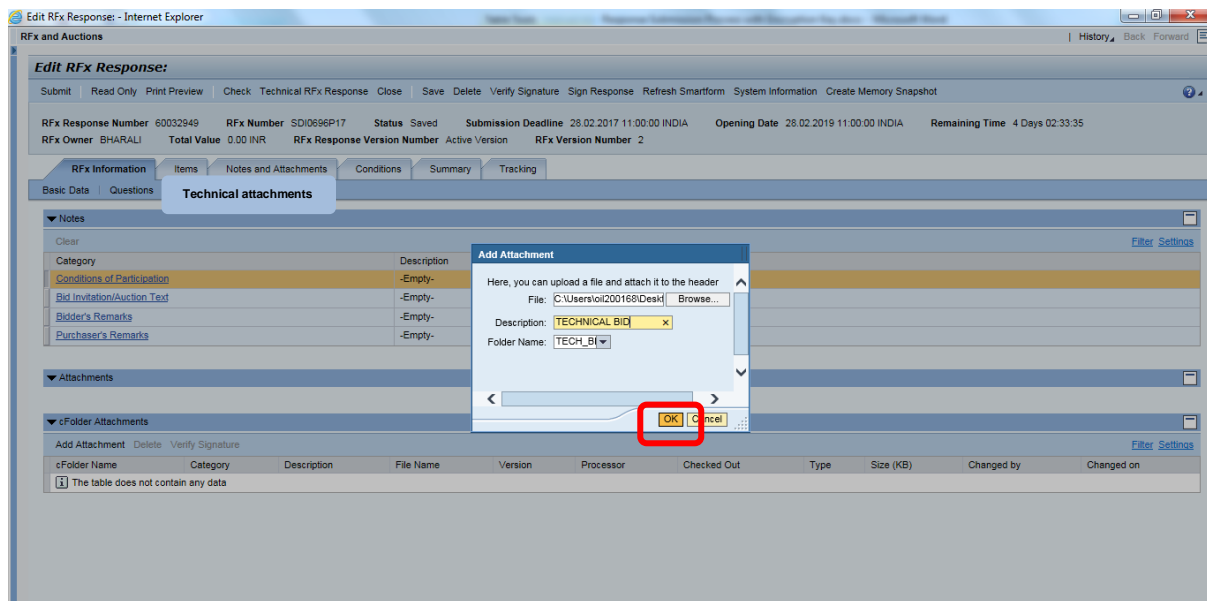 Edit RFx Response: - Internet Explorer
RFx and Auctions
History Back Forward
Edit RFx Response:
Submit Read Only Print Preview Check Technical RFx Response Close Save Delete Verify Signature Sign Response Refresh Smartform System Information Create Memory Snapshot
RFx Response Number 60032949 RFx Number SDI0696P17 Status Saved Submission Deadline 28.02.2017 11:00:00 INDIA Opening Date 28.02.2019 11:00:00 INDIA Remaining Time 4 Days 02:33:35
RFx Owner BHARALI Total Value 0.00 INR RFx Response Version Number Active Version RFx Version Number 2
RFx Information Items Notes and Attachments Conditions Summary Tracking
Basic Data Questions Technical attachments
Notes
Clear Filter Settings
Category Description
Conditions of Participation -Empty-
Bid Invitation/Auction Text -Empty-
Bidder's Remarks -Empty-
Purchaser's Remarks -Empty-
Add Attachment
Here, you can upload a file and attach it to the header
File: C:\Users\oil200168\Deskt Browse...
Description: TECHNICAL BID x
Folder Name: TECH_BI
OK Cancel
Attachments
cFolder Attachments
Add Attachment Delete Verify Signature Filter Settings
cFolder Name Category Description File Name Version Processor Checked Out Type Size (KB) Changed by Changed on
i The table does not contain any data